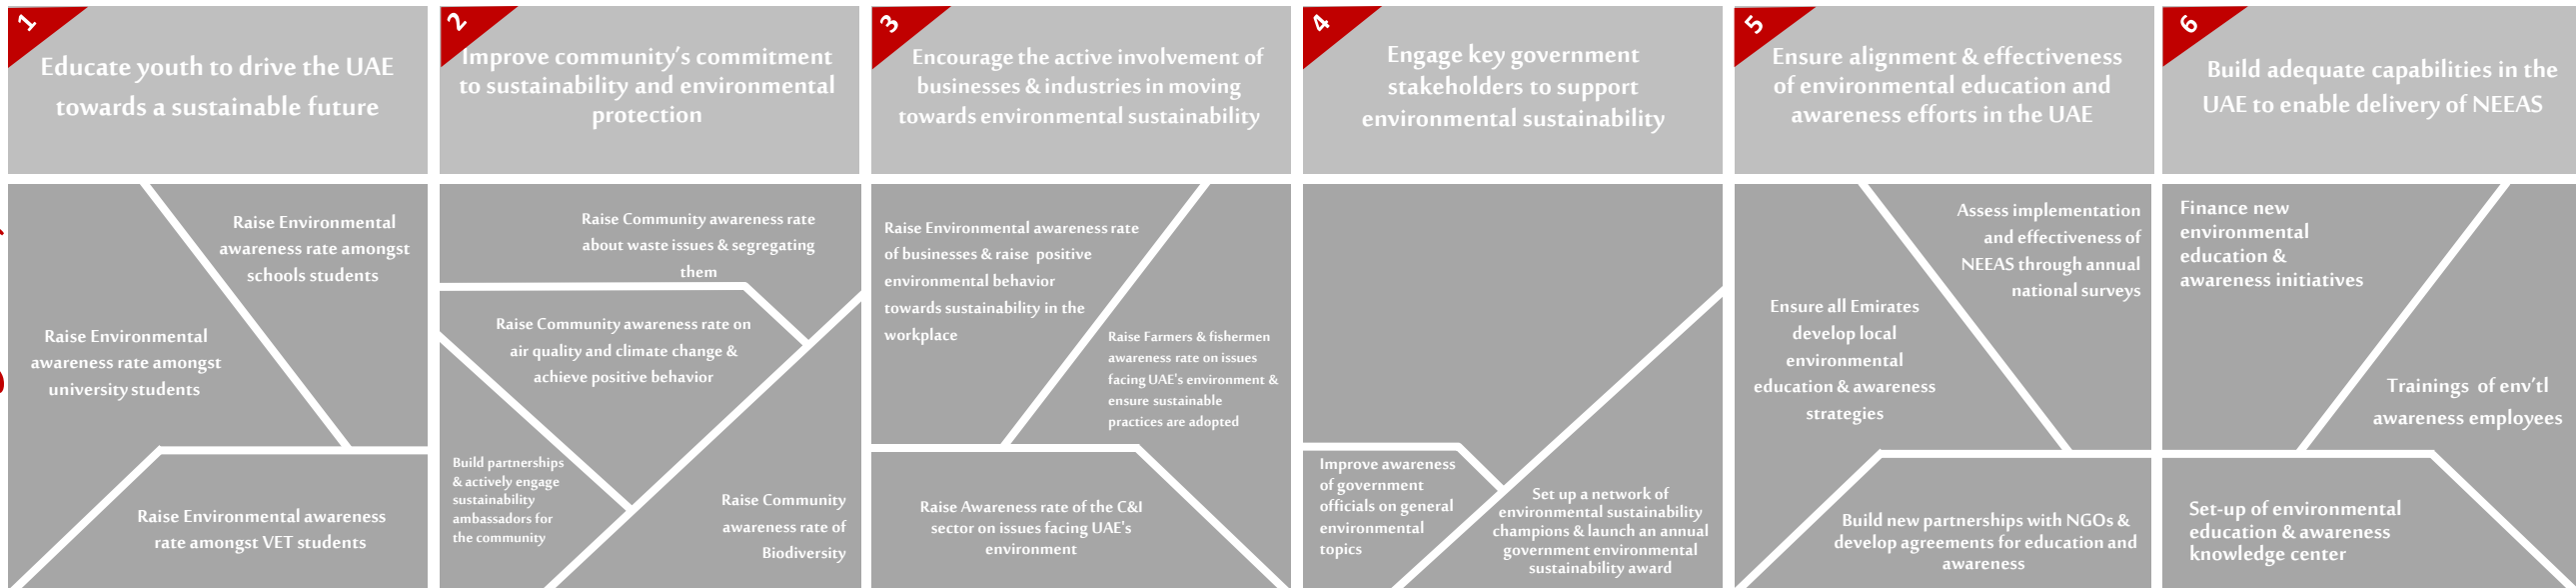 1
Educate youth to drive the UAE
towards a sustainable future
Raise Environmental
awareness rate amongst
schools students
Raise Environmental
awareness rate amongst
university students
Raise Environmental awareness
rate amongst VET students
2
Improve community's commitment
to sustainability and environmental
protection
Raise Community awareness rate
about waste issues & segregating
them
Raise Community awareness rate on
air quality and climate change &
achieve positive behavior
Build partnerships
& actively engage
sustainability
ambassadors for
the community
Raise Community
awareness rate of
Biodiversity
3
Encourage the active involvement of
businesses & industries in moving
towards environmental sustainability
Raise Environmental awareness rate
of businesses & raise positive
environmental behavior
towards sustainability in the
workplace
Raise Farmers & fishermen
awareness rate on issues
facing UAE's environment &
ensure sustainable
practices are adopted
Raise Awareness rate of the C&I
sector on issues facing UAE's
environment
4
Engage key government
stakeholders to support
environmental sustainability
Improve awareness
of government
officials on general
environmental
topics
Set up a network of
environmental sustainability
champions & launch an annual
government environmental
sustainability award
5
Ensure alignment & effectiveness
of environmental education and
awareness efforts in the UAE
Assess implementation
and effectiveness of
NEEAS through annual
national surveys
Ensure all Emirates
develop local
environmental
education & awareness
strategies
Build new partnerships with NGOs &
develop agreements for education and
awareness
6
Build adequate capabilities in the
UAE to enable delivery of NEEAS
Finance new
environmental
education &
awareness initiatives
Trainings of env'tl
awareness employees
Set-up of environmental
education & awareness
knowledge center